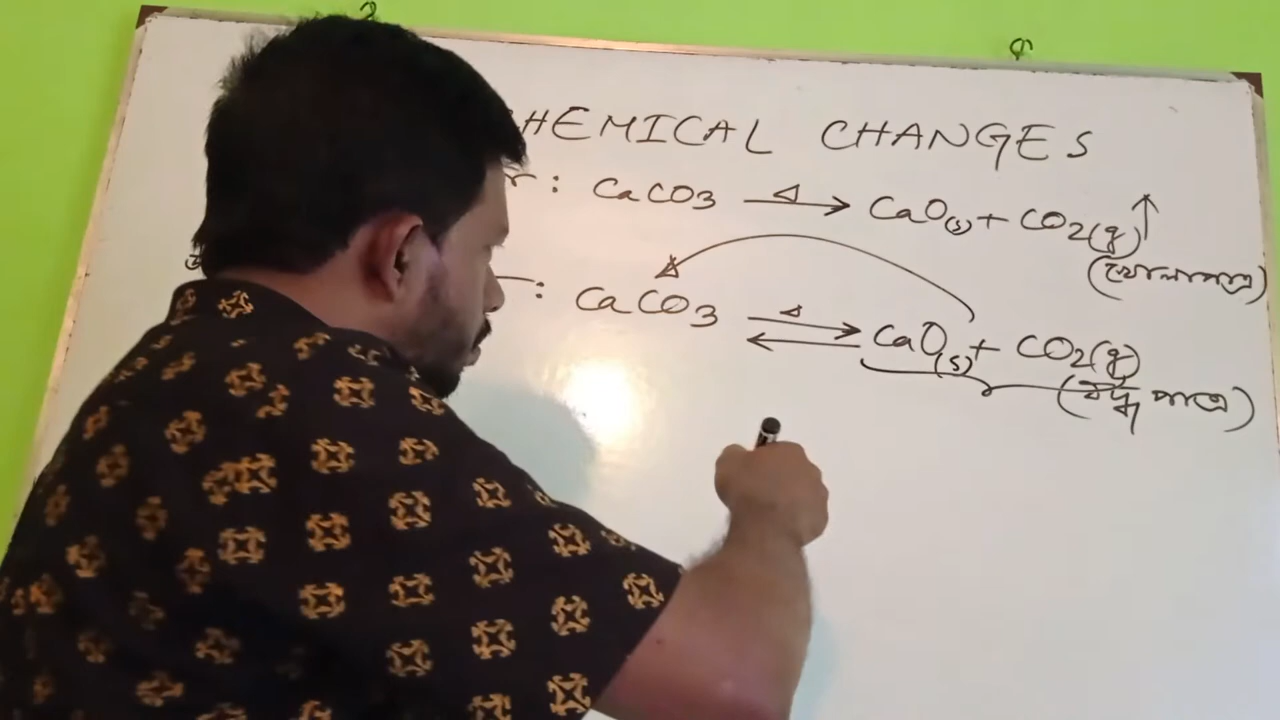 HEMICAL CHANGES
r : CaCO3 —Δ→ CaO(s) + CO2(g) ↑
(খোলাপাত্রে)
: CaCO3 ⇌Δ CaO(s) + CO2(g)
(বদ্ধ পাত্রে)